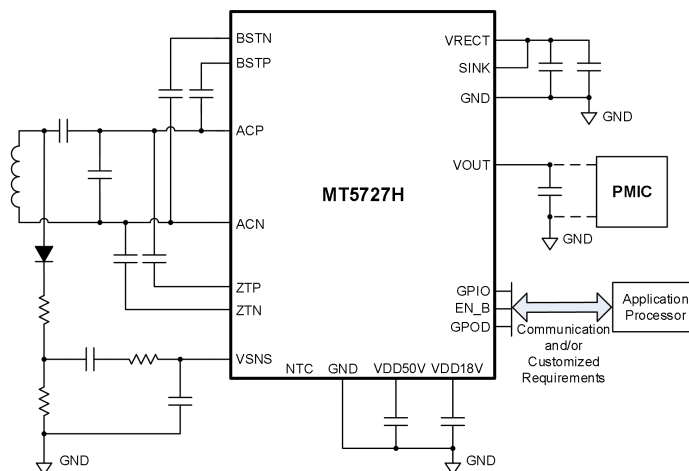 BSTN
BSTP
ACP
ACN
ZTP
ZTN
VSNS
MT5727H
VRECT
SINK
GND
VOUT
GPIO
EN_B
GPOD
NTC
GND
VDD50V
VDD18V
GND
PMIC
GND
Application
Processor
Communication
and/or
Customized
Requirements
GND
GND